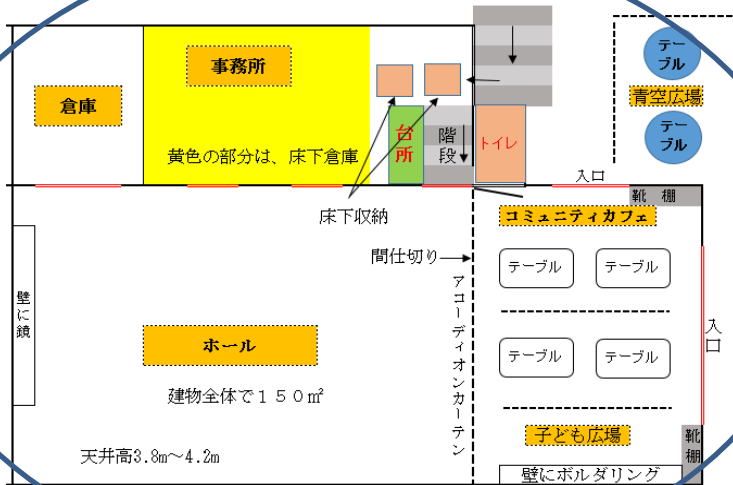 テー
ブル
事務所
倉庫
青空広場
テー
ブル
台所
階段
トイレ
黄色の部分は、床下倉庫
入口
靴 棚
床下収納
コミュニティカフェ
間仕切り
テーブル
テーブル
アコーディオンカーテン
壁に鏡
入口
ホール
テーブル
テーブル
建物全体で150㎡
子ども広場
靴棚
天井高3.8m～4.2m
壁にボルダリング